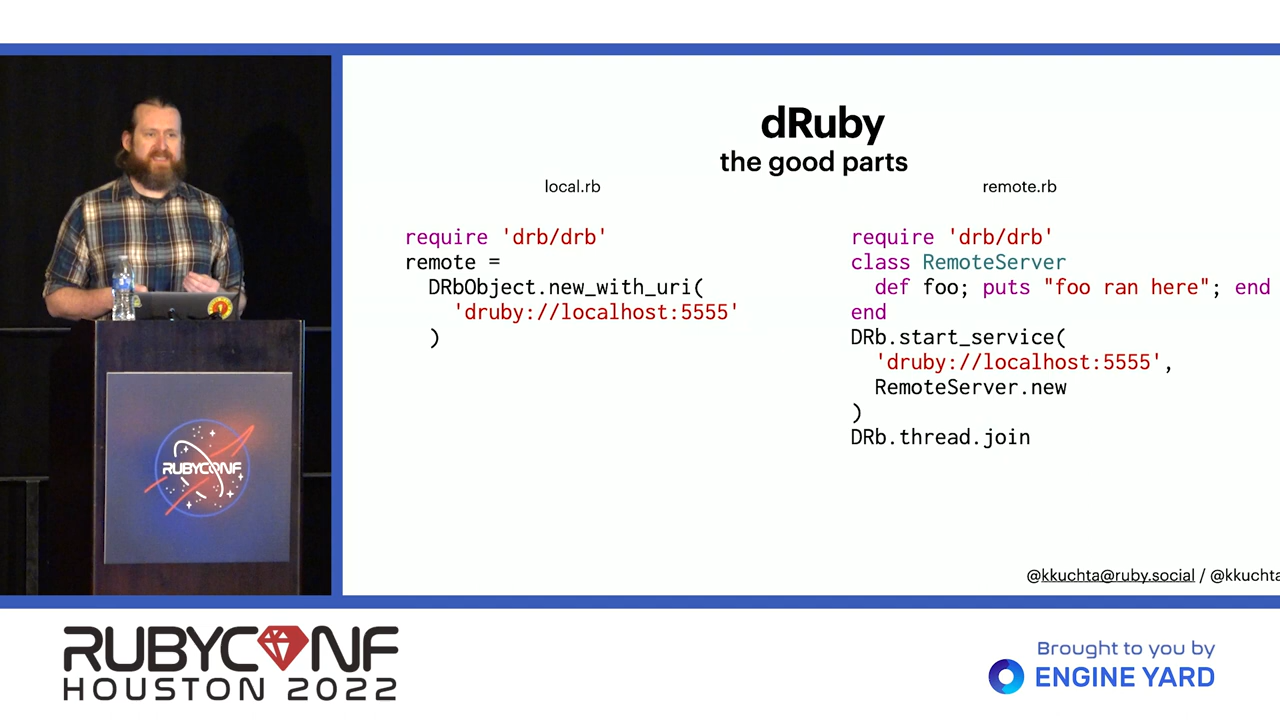 dRuby
the good parts
local.rb
require 'drb/drb'
remote =
  DRbObject.new_with_uri(
    'druby://localhost:5555'
  )
remote.rb
require 'drb/drb'
class RemoteServer
  def foo; puts "foo ran here"; end
end
DRb.start_service(
  'druby://localhost:5555',
  RemoteServer.new
)
DRb.thread.join
@kkuchta@ruby.social / @kkuchta
RUBYCONF
RUBYCONF
HOUSTON 2022
Brought to you by
ENGINE YARD